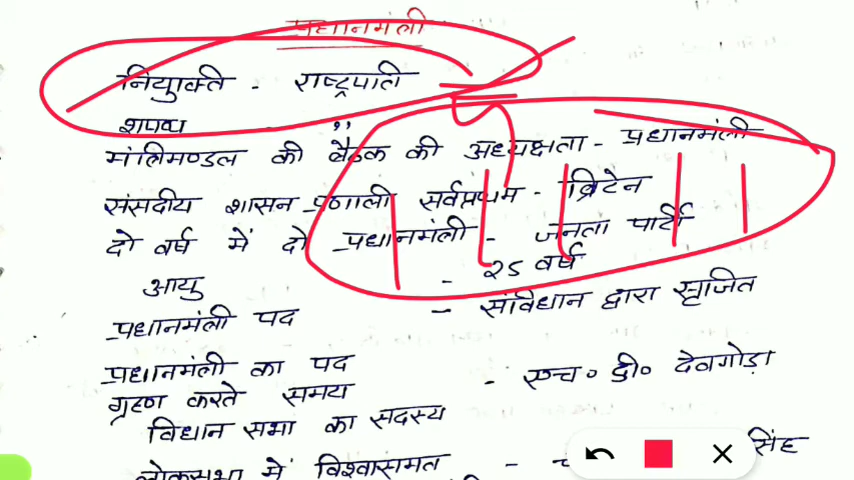 प्रधानमंत्री
नियुक्ति - राष्ट्रपति
शपथ - "
मंत्रिमण्डल की बैठक की अध्यक्षता - प्रधानमंत्री
संसदीय शासन प्रणाली सर्वप्रथम - ब्रिटेन
दो वर्ष में दो प्रधानमंत्री - जनता पार्टी
आयु - २५ वर्ष
प्रधानमंत्री पद - संविधान द्वारा सृजित
प्रधानमंत्री का पद
ग्रहण करते समय - एच० डी० देवगोड़ा
विधान सभा का सदस्य
लोकसभा में विश्वासमत - सिंह